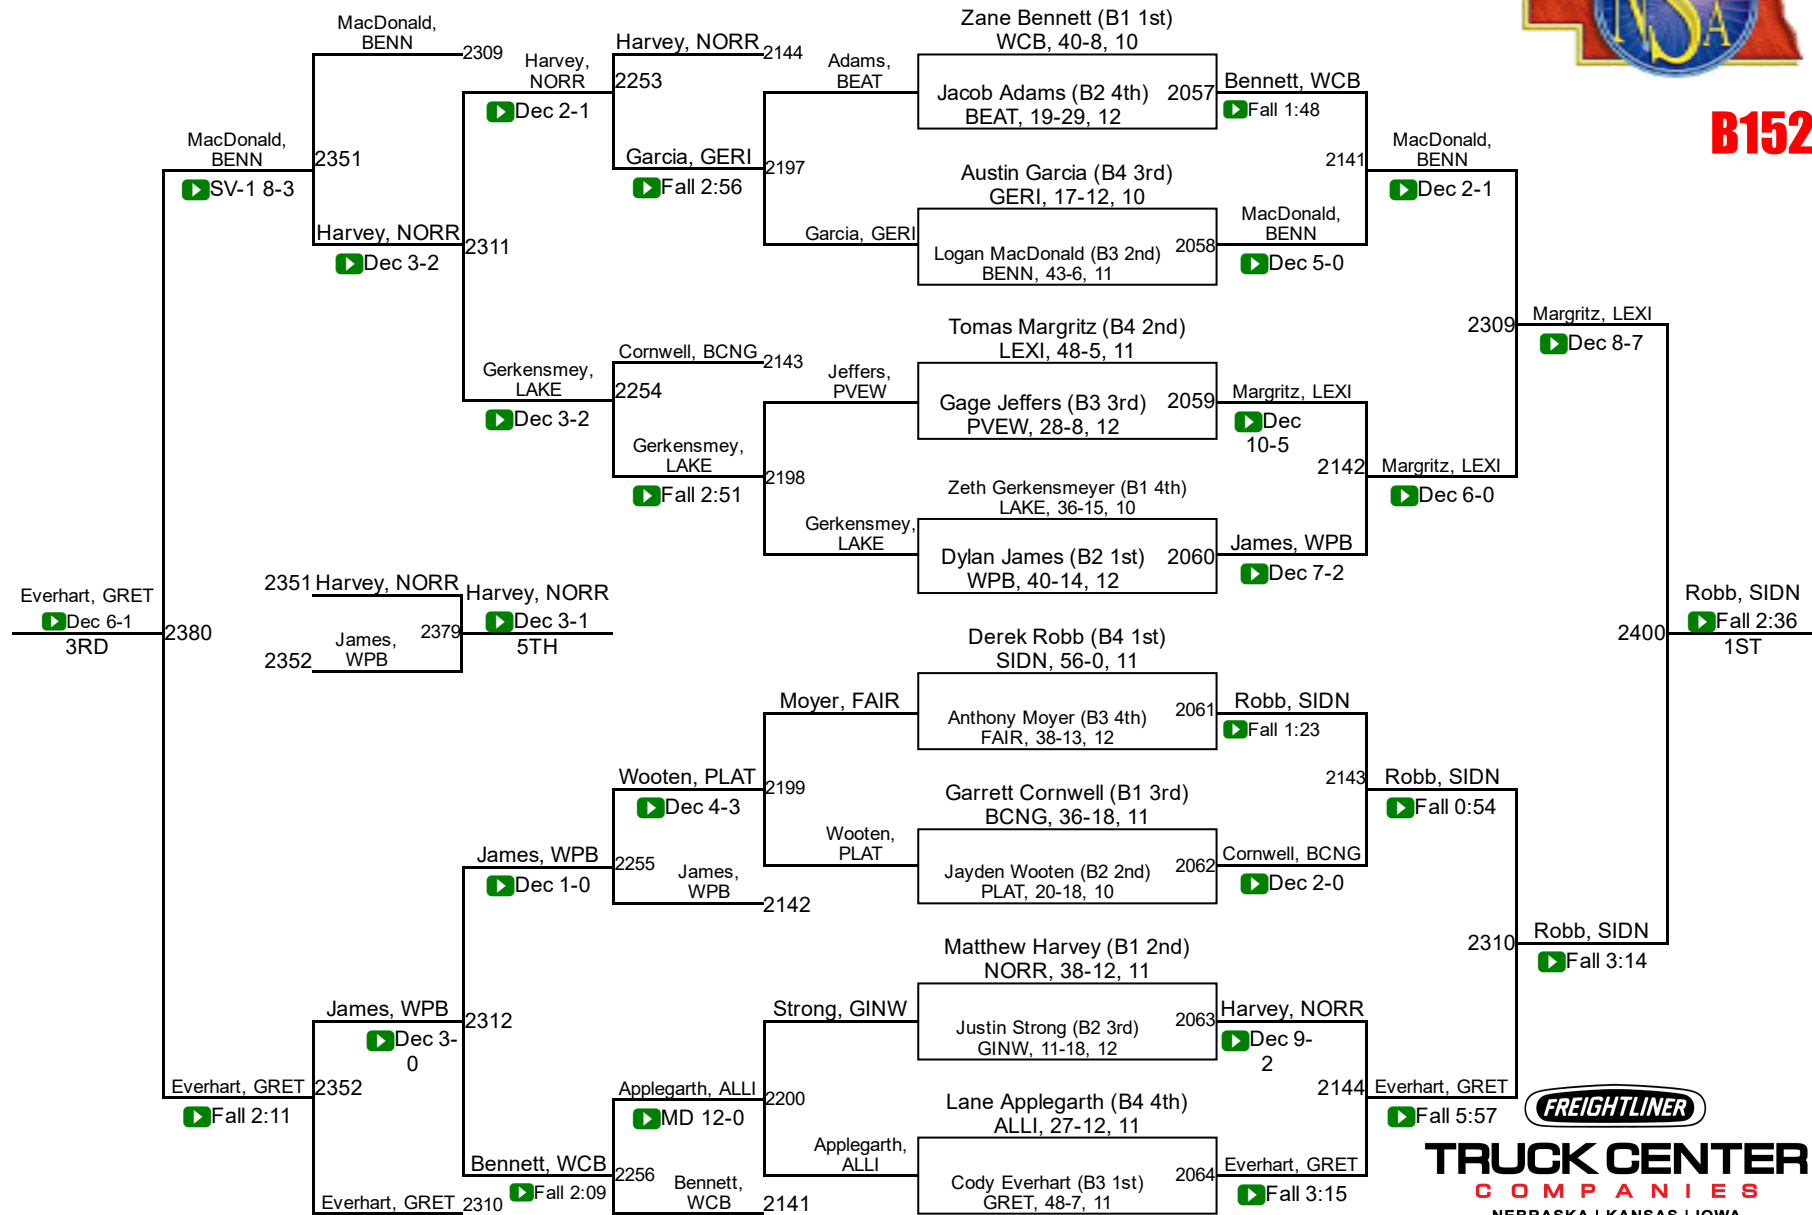 MacDonald,
BENN
2309
Harvey,
NORR
Dec 2-1
Harvey, NORR
2144
2253
Garcia, GERI
Fall 2:56
2197
Adams,
BEAT
Garcia, GERI
MacDonald,
BENN
SV-1 8-3
2351
Harvey, NORR
Dec 3-2
2311
Gerkensmey,
LAKE
Dec 3-2
Cornwell, BCNG
2143
2254
Gerkensmey,
LAKE
Fall 2:51
2198
Jeffers,
PVEW
Gerkensmey,
LAKE
Zane Bennett (B1 1st)
WCB, 40-8, 10
Jacob Adams (B2 4th)
BEAT, 19-29, 12
2057
Bennett, WCB
Fall 1:48
Austin Garcia (B4 3rd)
GERI, 17-12, 10
Logan MacDonald (B3 2nd)
BENN, 43-6, 11
2058
MacDonald,
BENN
Dec 5-0
2141
MacDonald,
BENN
Dec 2-1
Tomas Margritz (B4 2nd)
LEXI, 48-5, 11
Gage Jeffers (B3 3rd)
PVEW, 28-8, 12
2059
Margritz, LEXI
Dec
10-5
Zeth Gerkensmeyer (B1 4th)
LAKE, 36-15, 10
Dylan James (B2 1st)
WPB, 40-14, 12
2060
James, WPB
Dec 7-2
2142
Margritz, LEXI
Dec 6-0
2309
Margritz, LEXI
Dec 8-7
NSA
B152
Everhart, GRET
Dec 6-1
3RD
2380
2351
Harvey, NORR
James,
WPB
2352
2379
Harvey, NORR
Dec 3-1
5TH
2400
Robb, SIDN
Fall 2:36
1ST
Derek Robb (B4 1st)
SIDN, 56-0, 11
Anthony Moyer (B3 4th)
FAIR, 38-13, 12
2061
Robb, SIDN
Fall 1:23
Garrett Cornwell (B1 3rd)
BCNG, 36-18, 11
Jayden Wooten (B2 2nd)
PLAT, 20-18, 10
2062
Cornwell, BCNG
Dec 2-0
2143
Robb, SIDN
Fall 0:54
Moyer, FAIR
Wooten,
PLAT
2199
Wooten, PLAT
Dec 4-3
2255
James,
WPB
2142
James, WPB
Dec 1-0
Matthew Harvey (B1 2nd)
NORR, 38-12, 11
Justin Strong (B2 3rd)
GINW, 11-18, 12
2063
Harvey, NORR
Dec 9-
2
Lane Applegarth (B4 4th)
ALLI, 27-12, 11
Cody Everhart (B3 1st)
GRET, 48-7, 11
2064
Everhart, GRET
Fall 3:15
2144
Everhart, GRET
Fall 5:57
2310
Robb, SIDN
Fall 3:14
Strong, GINW
Applegarth,
ALLI
2200
Applegarth, ALLI
MD 12-0
2256
Bennett,
WCB
2141
Bennett, WCB
Fall 2:09
2312
James, WPB
Dec 3-
0
2352
Everhart, GRET
2310
Everhart, GRET
Fall 2:11
FREIGHTLINER
TRUCK CENTER
COMPANIES
NEBRASKA | KANSAS | IOWA